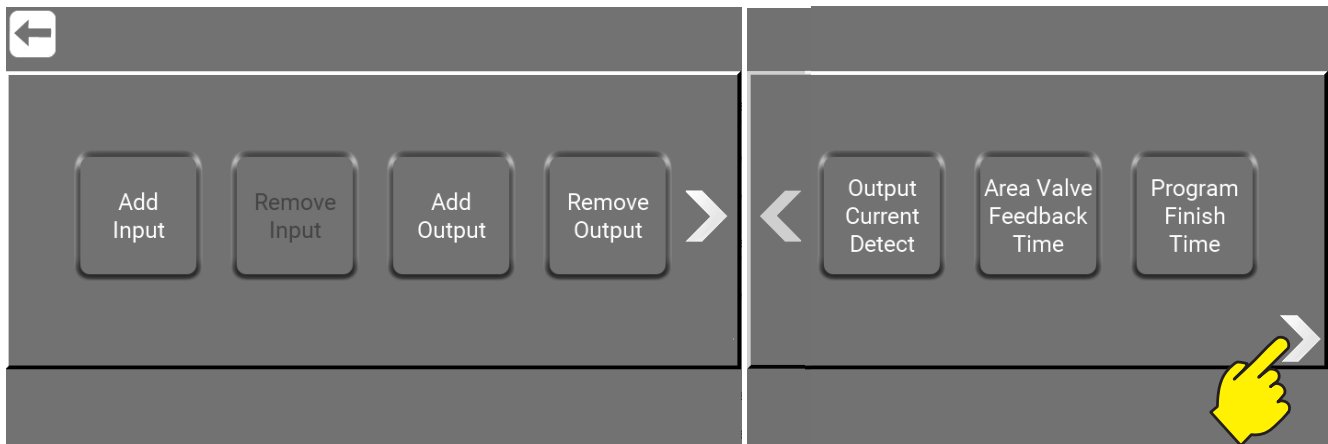 Add
Input
Remove
Input
Add
Output
Remove
Output
Output
Current
Detect
Area Valve
Feedback
Time
Program
Finish
Time